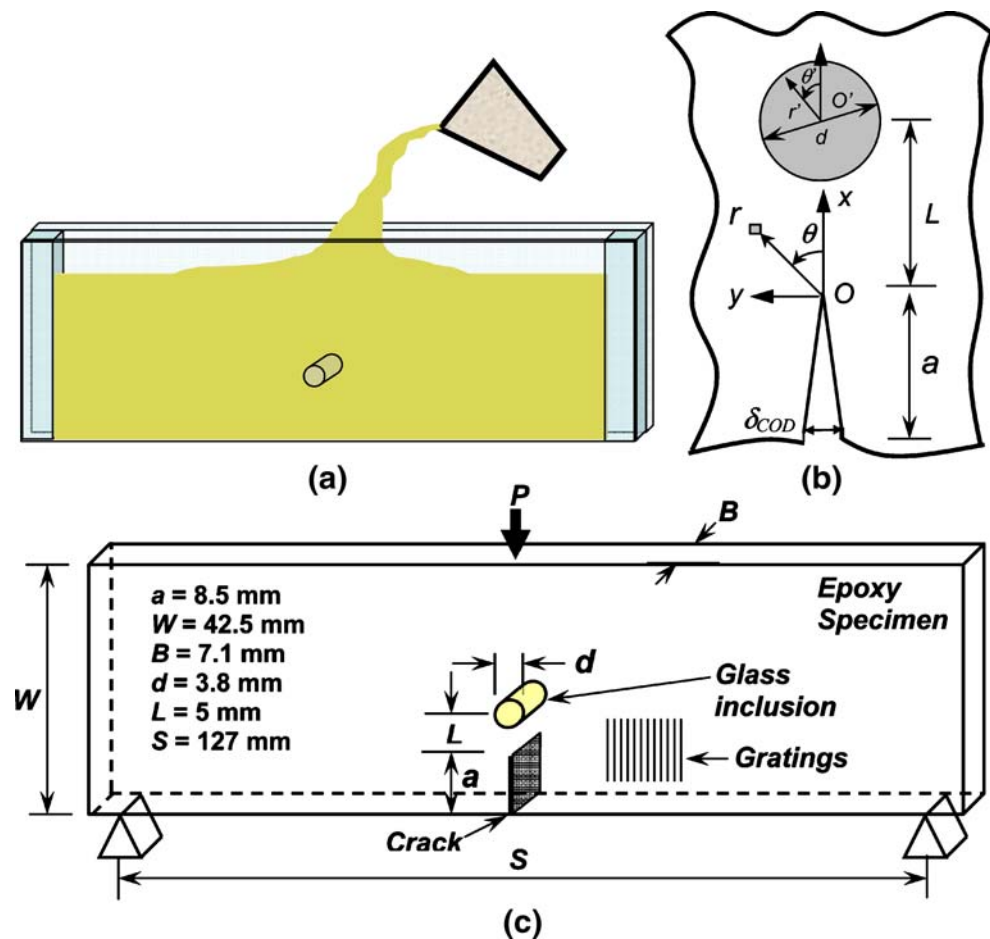 θ'
r'
O'
d
x
L
r
θ
y
O
a
δCOD
(a)
(b)
P
B
a = 8.5 mm
W = 42.5 mm
B = 7.1 mm
d = 3.8 mm
L = 5 mm
S = 127 mm
Epoxy
Specimen
W
d
Glass
inclusion
L
a
Gratings
Crack
S
(c)